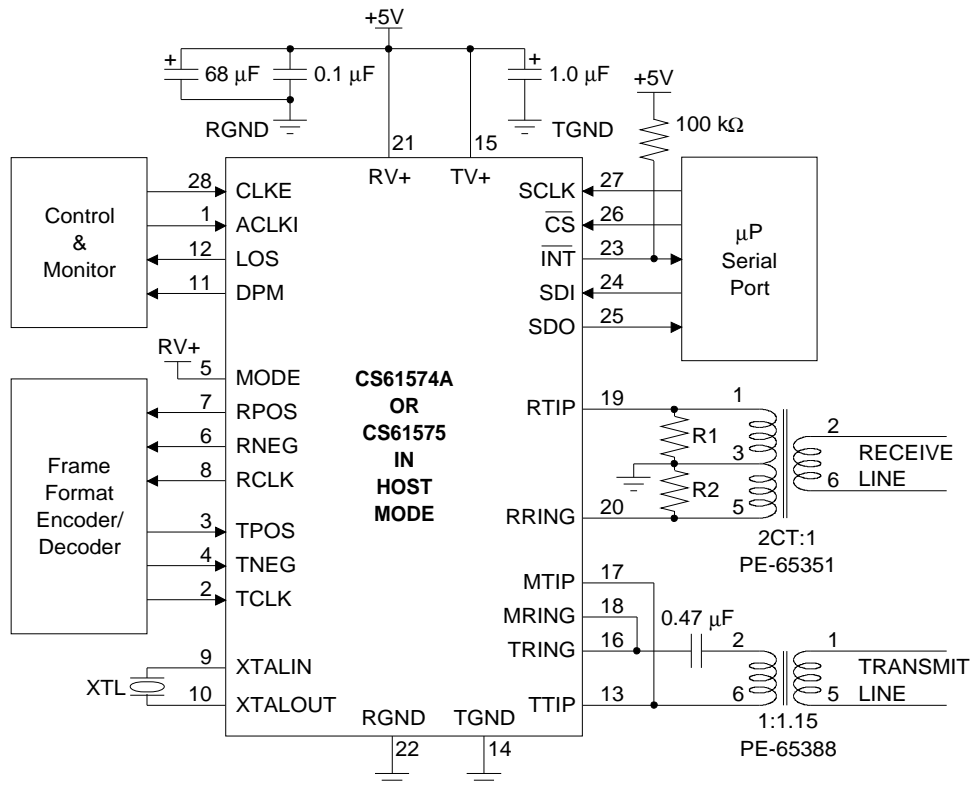 +5V
+ 68 μF
0.1 μF
+ 1.0 μF
+5V
100 kΩ
RGND
TGND
21
15
RV+
TV+
Control
&
Monitor
28 CLKE
1 ACLKI
12 LOS
11 DPM
SCLK 27
CS 26
INT 23
SDI 24
SDO 25
μP
Serial
Port
RV+
5 MODE
7 RPOS
6 RNEG
8 RCLK
3 TPOS
4 TNEG
2 TCLK
Frame
Format
Encoder/
Decoder
CS61574A
OR
CS61575
IN
HOST
MODE
RTIP 19
RRING 20
R1
R2
1
3
5
2
6
RECEIVE
LINE
2CT:1
PE-65351
MTIP 17
MRING 18
TRING 16
TTIP 13
0.47 μF
2
6
1
5
TRANSMIT
LINE
1:1.15
PE-65388
XTL
9 XTALIN
10 XTALOUT
RGND
TGND
22
14